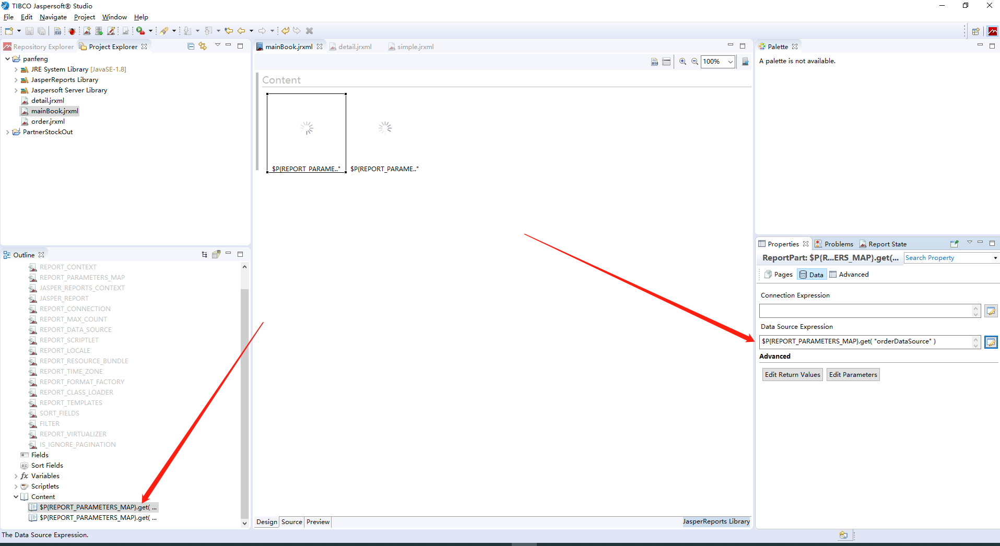 TIBCO Jaspersoft® Studio
File Edit Navigate Project Window Help
Repository Explorer
Project Explorer
panfeng
JRE System Library [JavaSE-1.8]
JasperReports Library
Jaspersoft Server Library
detail.jrxml
mainBook.jrxml
order.jrxml
PartnerStockOut
Outline
REPORT_CONTEXT
REPORT_PARAMETERS_MAP
JASPER_REPORTS_CONTEXT
JASPER_REPORT
REPORT_CONNECTION
REPORT_MAX_COUNT
REPORT_DATA_SOURCE
REPORT_SCRIPTLET
REPORT_LOCALE
REPORT_RESOURCE_BUNDLE
REPORT_TIME_ZONE
REPORT_FORMAT_FACTORY
REPORT_CLASS_LOADER
REPORT_TEMPLATES
SORT_FIELDS
FILTER
REPORT_VIRTUALIZER
IS_IGNORE_PAGINATION
Fields
Sort Fields
Variables
Scriptlets
Content
$P{REPORT_PARAMETERS_MAP}.get( ...
$P{REPORT_PARAMETERS_MAP}.get( ...
The Data Source Expression.
mainBook.jrxml
detail.jrxml
simple.jrxml
100%
Content
$P{REPORT_PARAME.."
$P{REPORT_PARAME.."
Design Source Preview
JasperReports Library
Palette
A palette is not available.
Properties
Problems
Report State
ReportPart: $P{R...ERS_MAP}.get(...
Search Property
Pages Data Advanced
Connection Expression
Data Source Expression
$P{REPORT_PARAMETERS_MAP}.get( "orderDataSource" )
Advanced
Edit Return Values
Edit Parameters